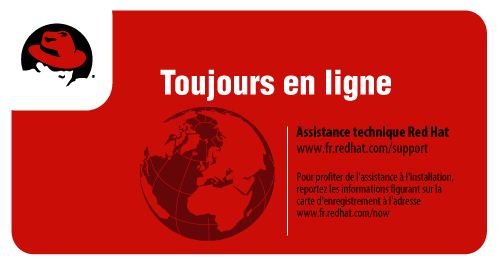 Toujours en ligne
Assistance technique Red Hat
www.fr.redhat.com/support
Pour profiter de l'assistance à l'installation,
reportez les informations figurant sur la
carte d'enregistrement à l'adresse
www.fr.redhat.com/now